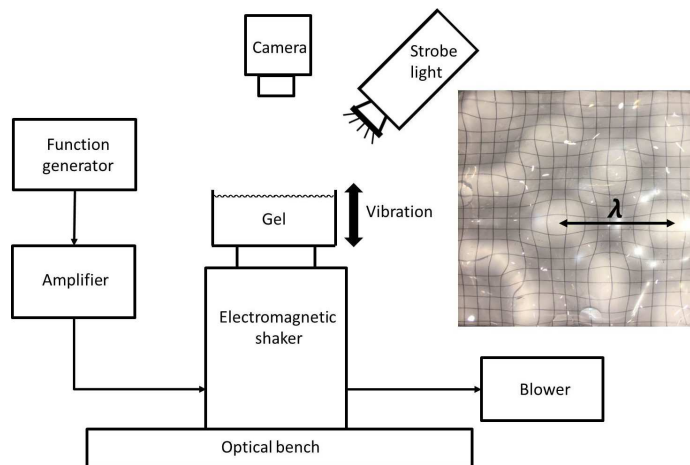 Camera
Strobe
light
Function
generator
λ
Gel
Vibration
Amplifier
Electromagnetic
shaker
Blower
Optical bench